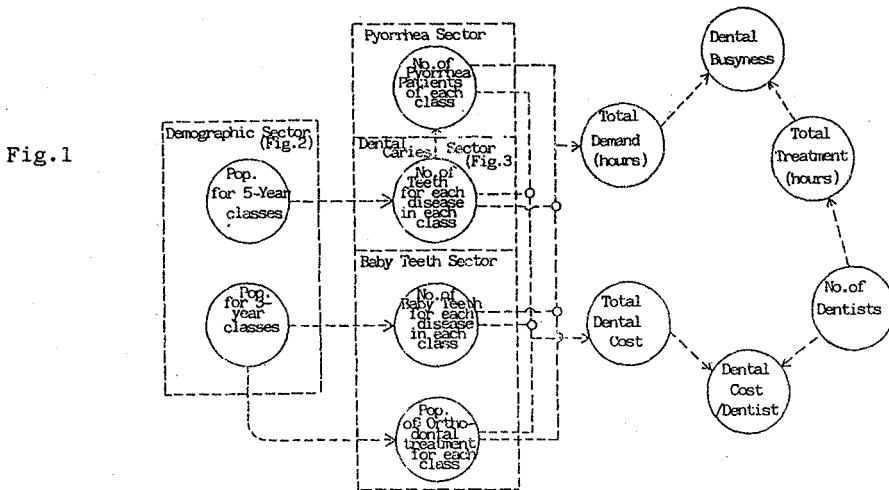 Fig.1
Demographic Sector
(Fig.2)
Pop.
for 5-Year
classes
Pop.
for 3-
year
classes
Pyorrhea Sector
No.of
Pyorrhea
Patients
of each
class
Dental
Caries
Sector
(Fig.3
No.of
Teeth
for each
disease
in each
class
Baby Teeth Sector
No.of
Baby Teeth
for each
disease
in each
class
Pop.
of Ortho-
dontal
treatment
for each
class
Total
Demand
(hours)
Total
Dental
Cost
Dental
Busyness
Total
Treatment
(hours)
No.of
Dentists
Dental
Cost
/Dentist